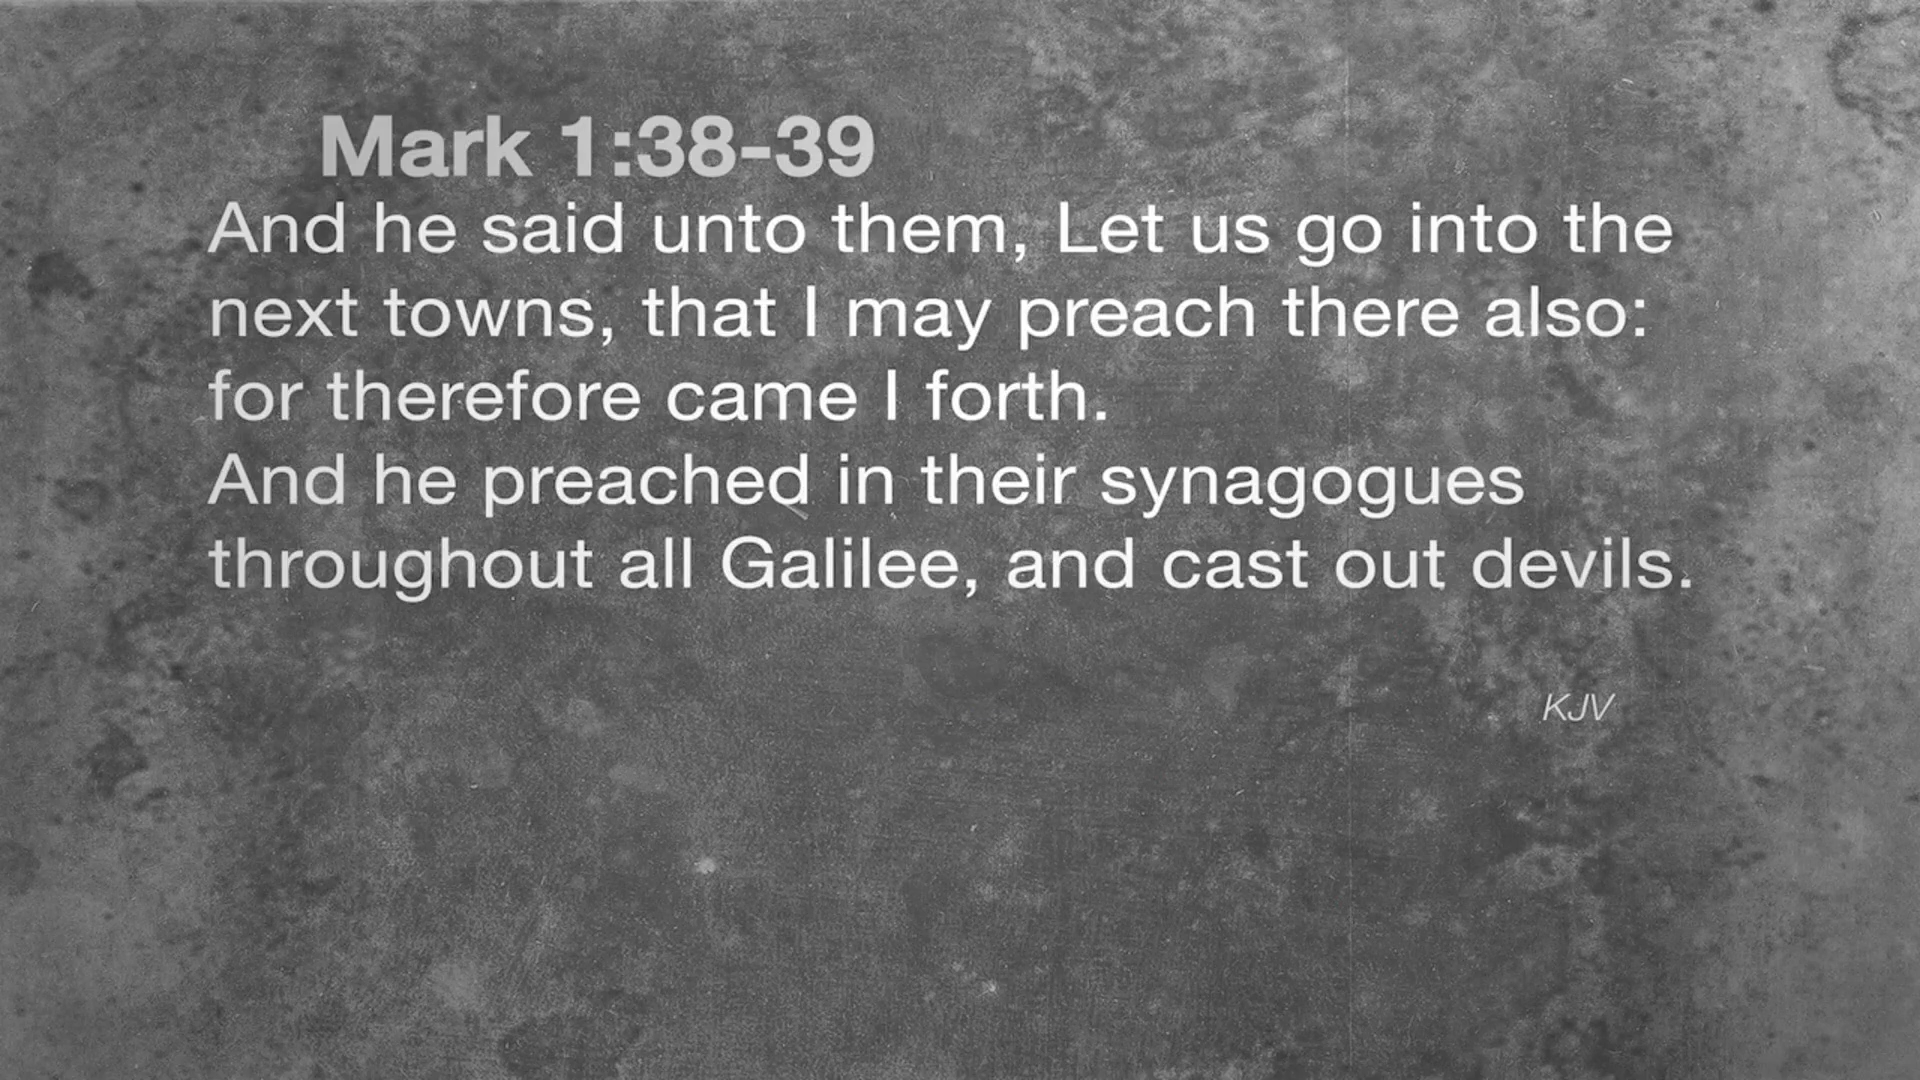 Mark 1:38-39
And he said unto them, Let us go into the
next towns, that I may preach there also:
for therefore came I forth.
And he preached in their synagogues
throughout all Galilee, and cast out devils.
KJV